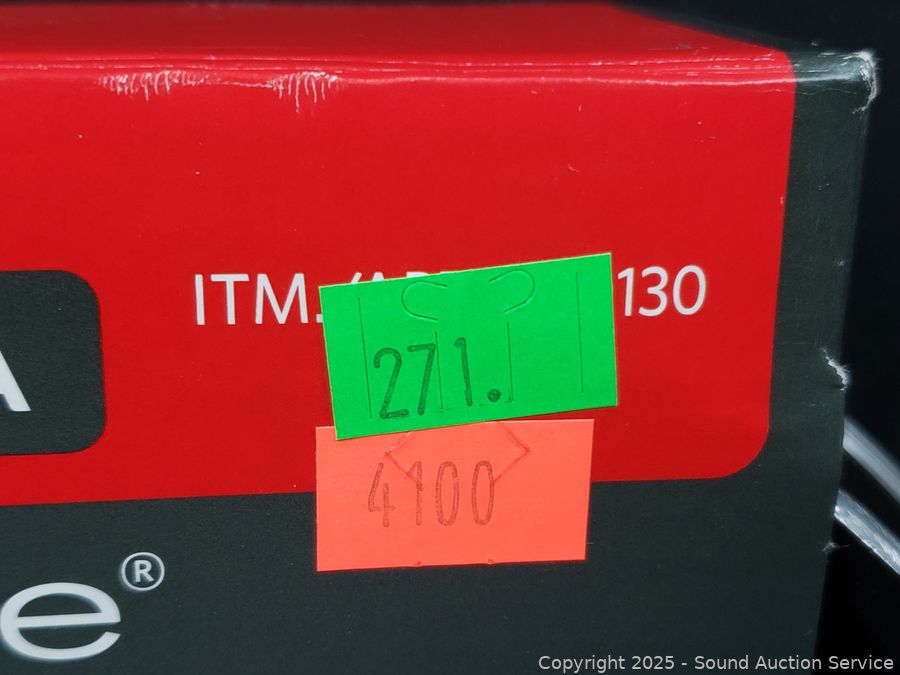 ITM./ 130
271.
4100
A
e®
Copyright 2025 - Sound Auction Service